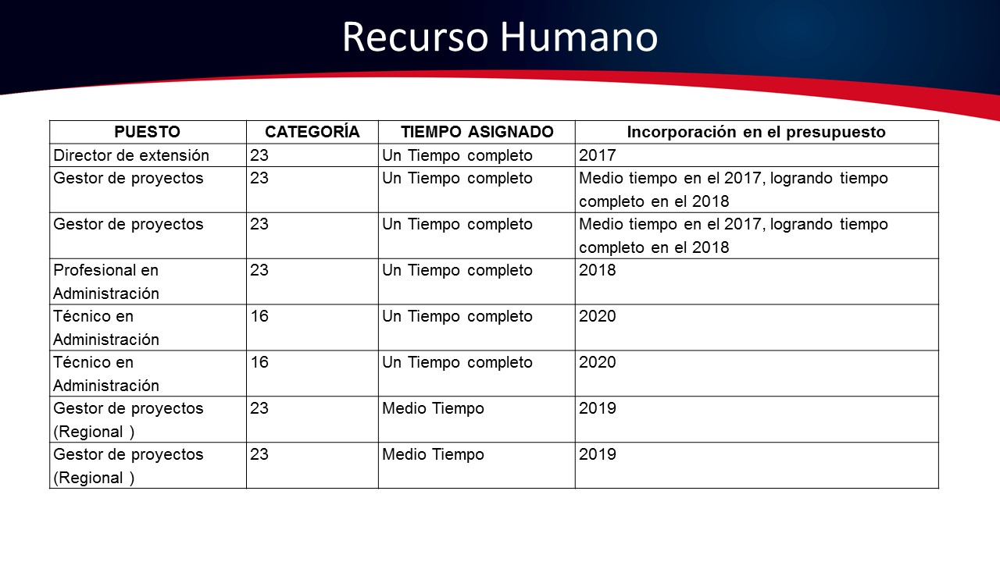 Recurso Humano
PUESTO CATEGORÍA TIEMPO ASIGNADO Incorporación en el presupuesto
Director de extensión 23 Un Tiempo completo 2017
Gestor de proyectos 23 Un Tiempo completo Medio tiempo en el 2017, logrando tiempo
completo en el 2018
Gestor de proyectos 23 Un Tiempo completo Medio tiempo en el 2017, logrando tiempo
completo en el 2018
Profesional en 23 Un Tiempo completo 2018
Administración
Técnico en 16 Un Tiempo completo 2020
Administración
Técnico en 16 Un Tiempo completo 2020
Administración
Gestor de proyectos 23 Medio Tiempo 2019
(Regional )
Gestor de proyectos 23 Medio Tiempo 2019
(Regional )